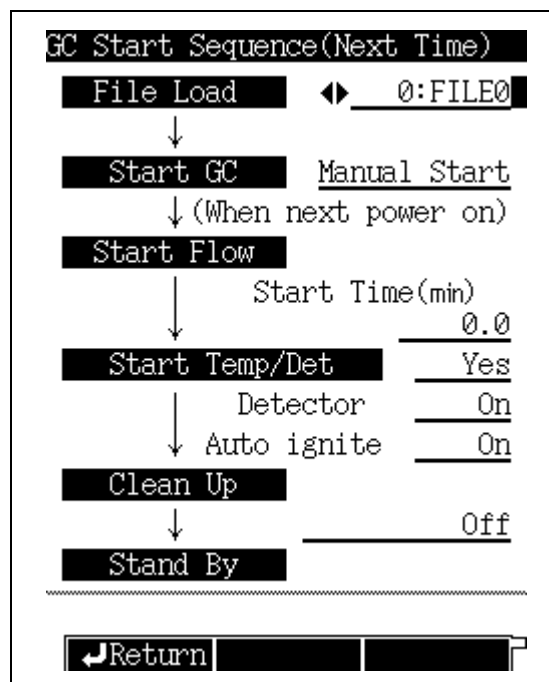 GC Start Sequence(Next Time)
File Load 0:FILE0
Start GC Manual Start
(When next power on)
Start Flow
Start Time(min)
0.0
Start Temp/Det Yes
Detector On
Auto ignite On
Clean Up
Off
Stand By
Return